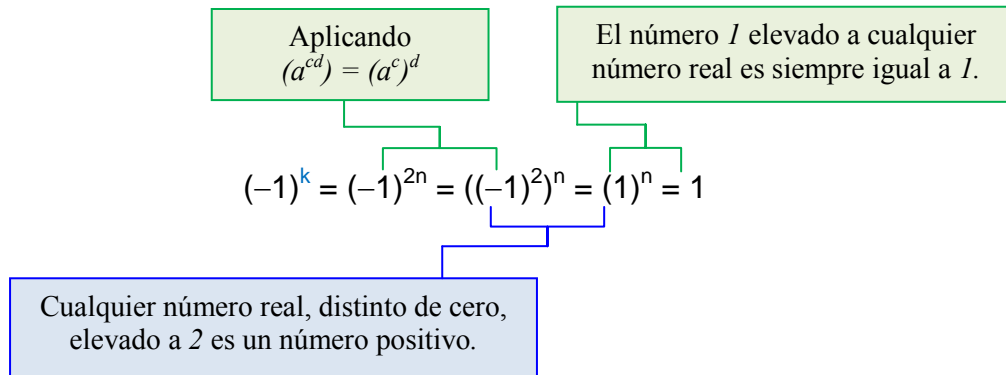 Aplicando
(a^{cd}) = (a^c)^d
El número 1 elevado a cualquier
número real es siempre igual a 1.
(−1)^k = (−1)^{2n} = ((−1)^2)^n = (1)^n = 1
Cualquier número real, distinto de cero,
elevado a 2 es un número positivo.